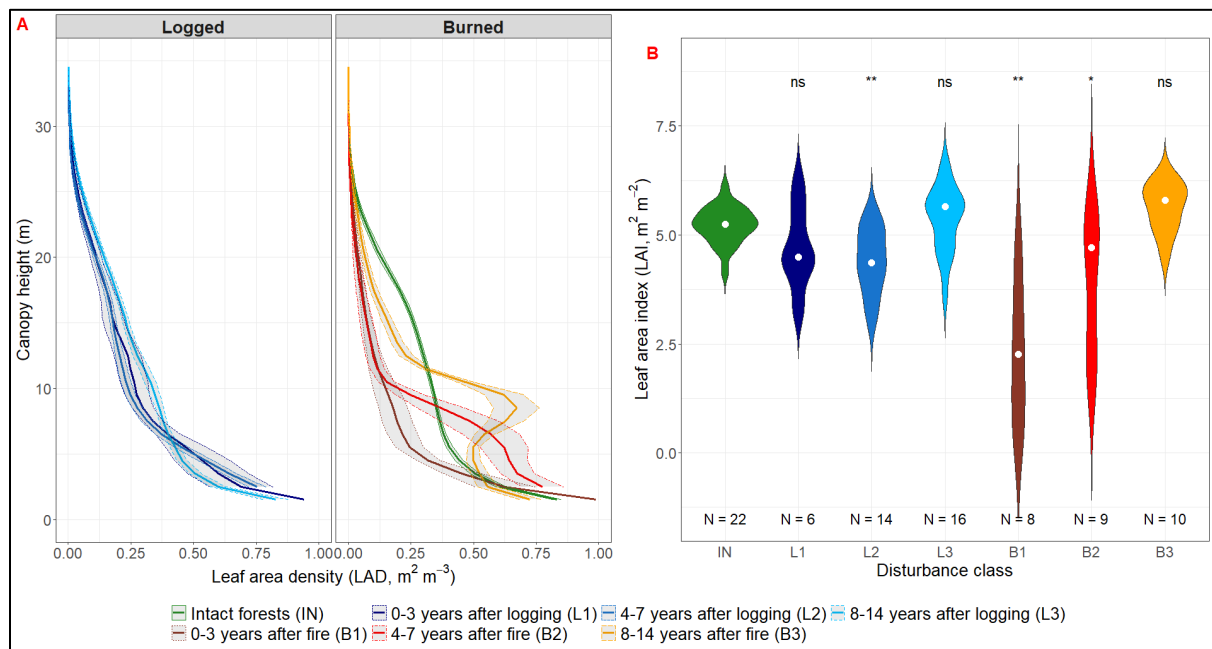 A
Logged
Burned
Canopy height (m)
30
20
10
0
0.00 0.25 0.50 0.75 1.00
0.00 0.25 0.50 0.75 1.00
Leaf area density (LAD, m² m⁻³)
B
Leaf area index (LAI, m² m⁻²)
7.5
5.0
2.5
0.0
ns ** ns ** * ns
N = 22 N = 6 N = 14 N = 16 N = 8 N = 9 N = 10
IN L1 L2 L3 B1 B2 B3
Disturbance class
Intact forests (IN) 0-3 years after logging (L1) 4-7 years after logging (L2) 8-14 years after logging (L3)
0-3 years after fire (B1) 4-7 years after fire (B2) 8-14 years after fire (B3)